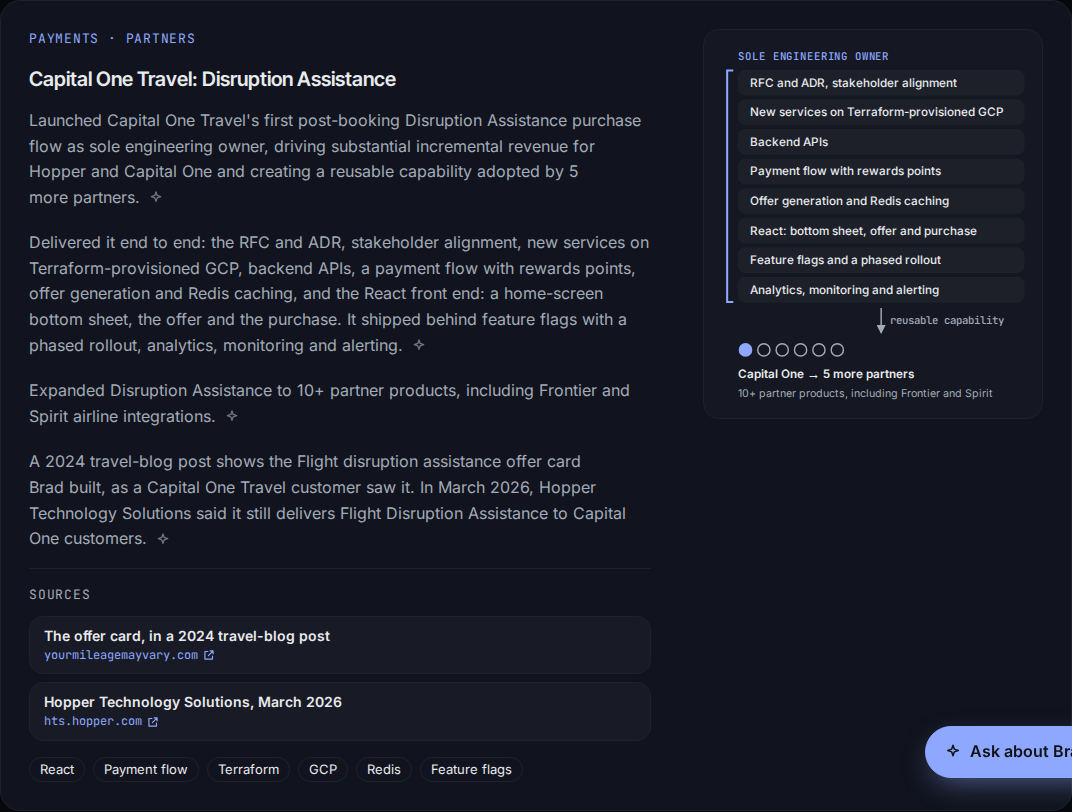 PAYMENTS · PARTNERS
Capital One Travel: Disruption Assistance
Launched Capital One Travel's first post-booking Disruption Assistance purchase
flow as sole engineering owner, driving substantial incremental revenue for
Hopper and Capital One and creating a reusable capability adopted by 5
more partners.
Delivered it end to end: the RFC and ADR, stakeholder alignment, new services on
Terraform-provisioned GCP, backend APIs, a payment flow with rewards points,
offer generation and Redis caching, and the React front end: a home-screen
bottom sheet, the offer and the purchase. It shipped behind feature flags with a
phased rollout, analytics, monitoring and alerting.
Expanded Disruption Assistance to 10+ partner products, including Frontier and
Spirit airline integrations.
A 2024 travel-blog post shows the Flight disruption assistance offer card
Brad built, as a Capital One Travel customer saw it. In March 2026, Hopper
Technology Solutions said it still delivers Flight Disruption Assistance to Capital
One customers.
SOURCES
The offer card, in a 2024 travel-blog post
yourmileagemayvary.com
Hopper Technology Solutions, March 2026
hts.hopper.com
React
Payment flow
Terraform
GCP
Redis
Feature flags
SOLE ENGINEERING OWNER
RFC and ADR, stakeholder alignment
New services on Terraform-provisioned GCP
Backend APIs
Payment flow with rewards points
Offer generation and Redis caching
React: bottom sheet, offer and purchase
Feature flags and a phased rollout
Analytics, monitoring and alerting
reusable capability
Capital One → 5 more partners
10+ partner products, including Frontier and Spirit
Ask about